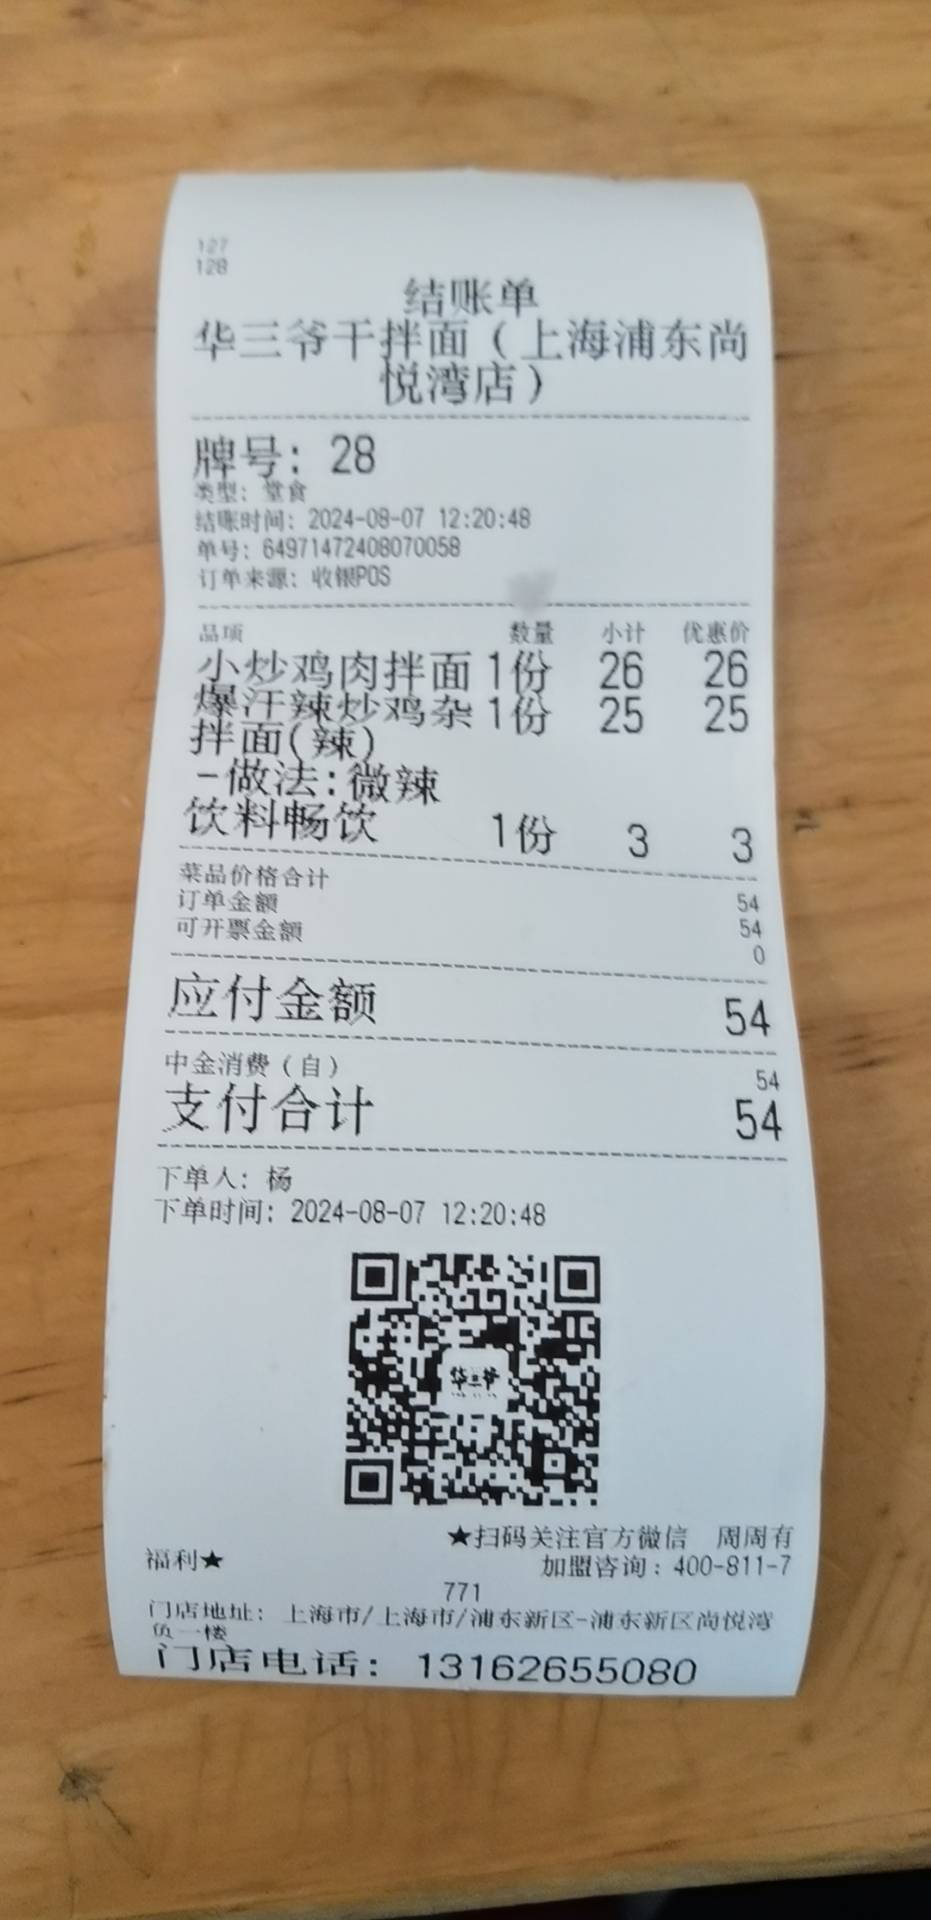 127
128
结账单
华三爷干拌面（上海浦东尚
悦湾店）
牌号: 28
类型: 堂食
结账时间: 2024-08-07 12:20:48
单号: 64971472408070058
订单来源: 收银POS
品项 数量 小计 优惠价
小炒鸡肉拌面 1份 26 26
爆汗辣炒鸡杂 1份 25 25
拌面(辣)
-做法:微辣
饮料畅饮 1份 3 3
菜品价格合计 54
订单金额 54
可开票金额 0
应付金额 54
中金消费（自） 54
支付合计 54
下单人: 杨
下单时间: 2024-08-07 12:20:48
华三爷
★扫码关注官方微信 周周有
福利★ 加盟咨询: 400-811-7
771
门店地址: 上海市/上海市/浦东新区-浦东新区尚悦湾
负一楼
门店电话: 13162655080